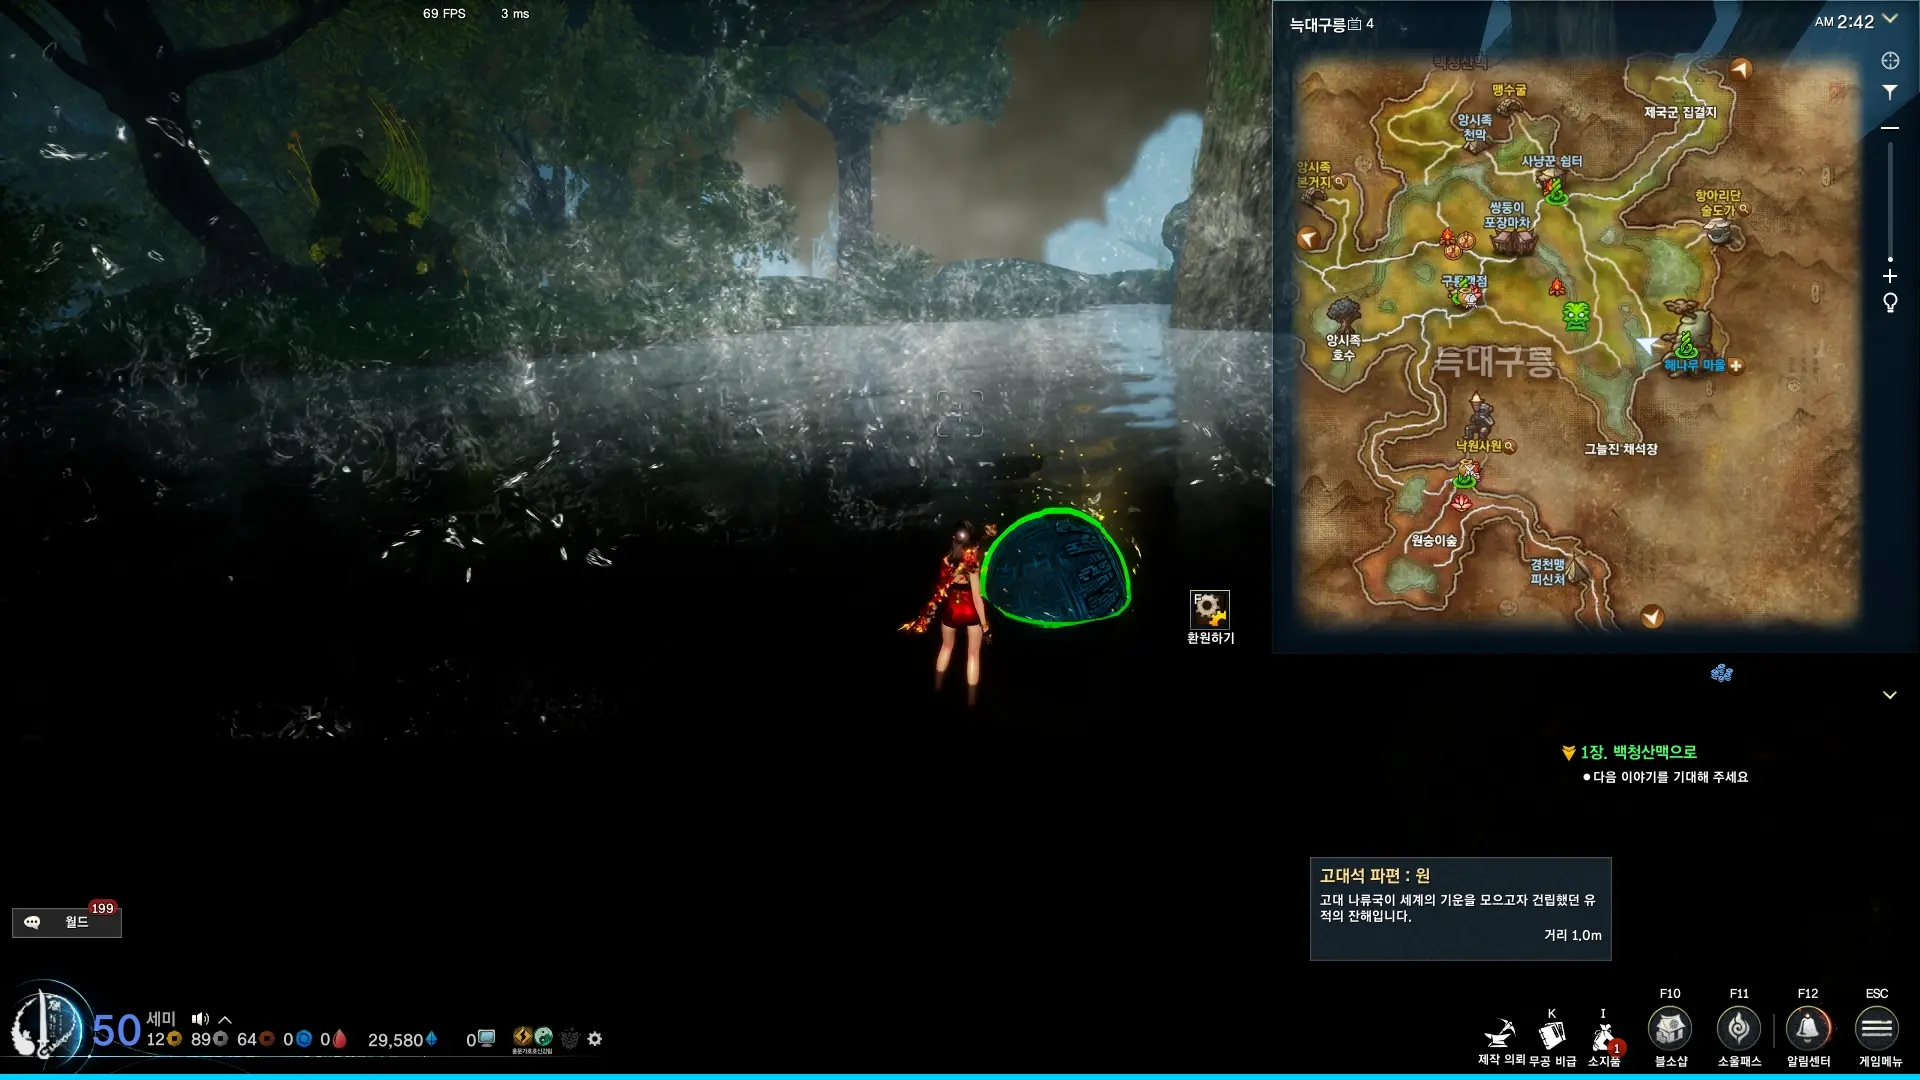 69 FPS 3 ms
늑대구릉 4
AM 2:42
맹수굴
제국군 집결지
앙시족
천막
사냥꾼 쉼터
앙시족
본거지
항아리단
술도가
쌍둥이
포장마차
앙시족
호수
늑대구릉
해나무 마을
낙원사원
그늘진 채석장
원숭이숲
경천맹
피신처
환원하기
1장. 백청산맥으로
다음 이야기를 기대해 주세요
고대석 파편 : 원
고대 나류국이 세계의 기운을 모으고자 건립했던 유
적의 잔해입니다.
거리 1.0m
199
월드
50 세미
12 89 64 0 0 29,580 0
K I F10 F11 F12 ESC
1
제작 의뢰 무공 비급 소지품 블소샵 소울패스 알림센터 게임메뉴